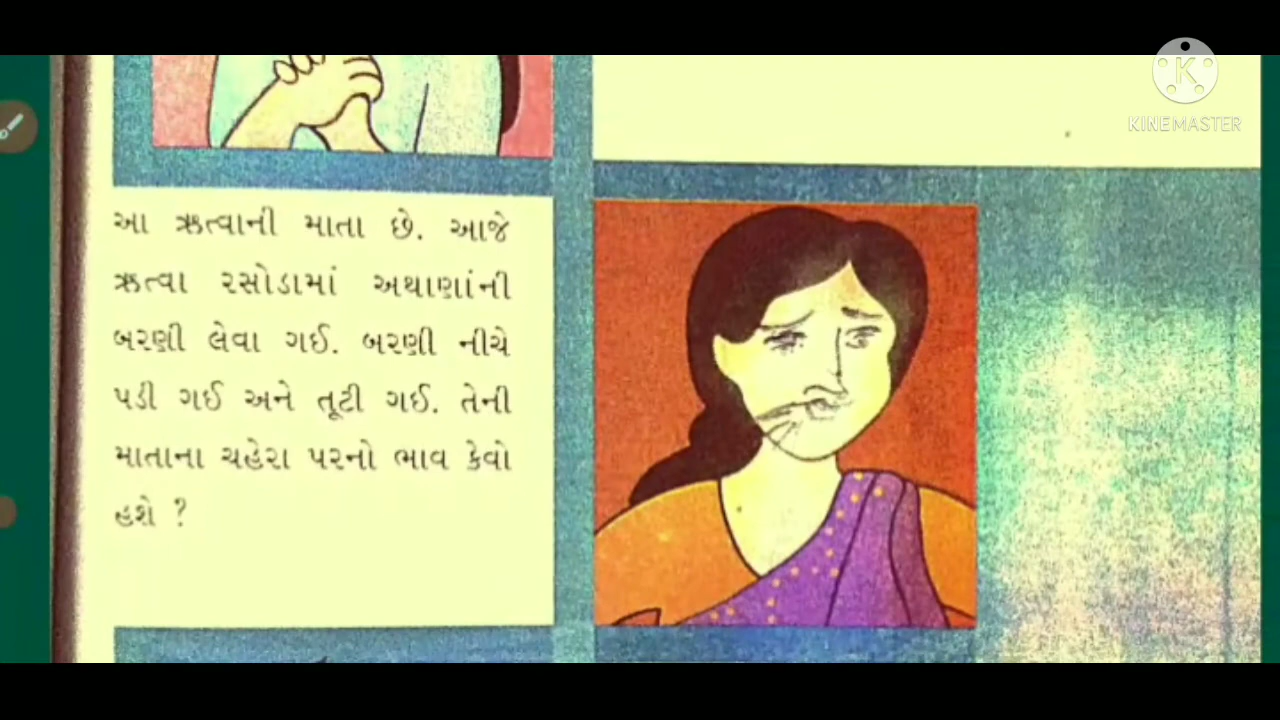 KINEMASTER
આ ઋત્વાની માતા છે. આજે
ઋત્વા રસોડામાં અથાણાંની
બરણી લેવા ગઈ. બરણી નીચે
પડી ગઈ અને તૂટી ગઈ. તેની
માતાના ચહેરા પરનો ભાવ કેવો
હશે ?